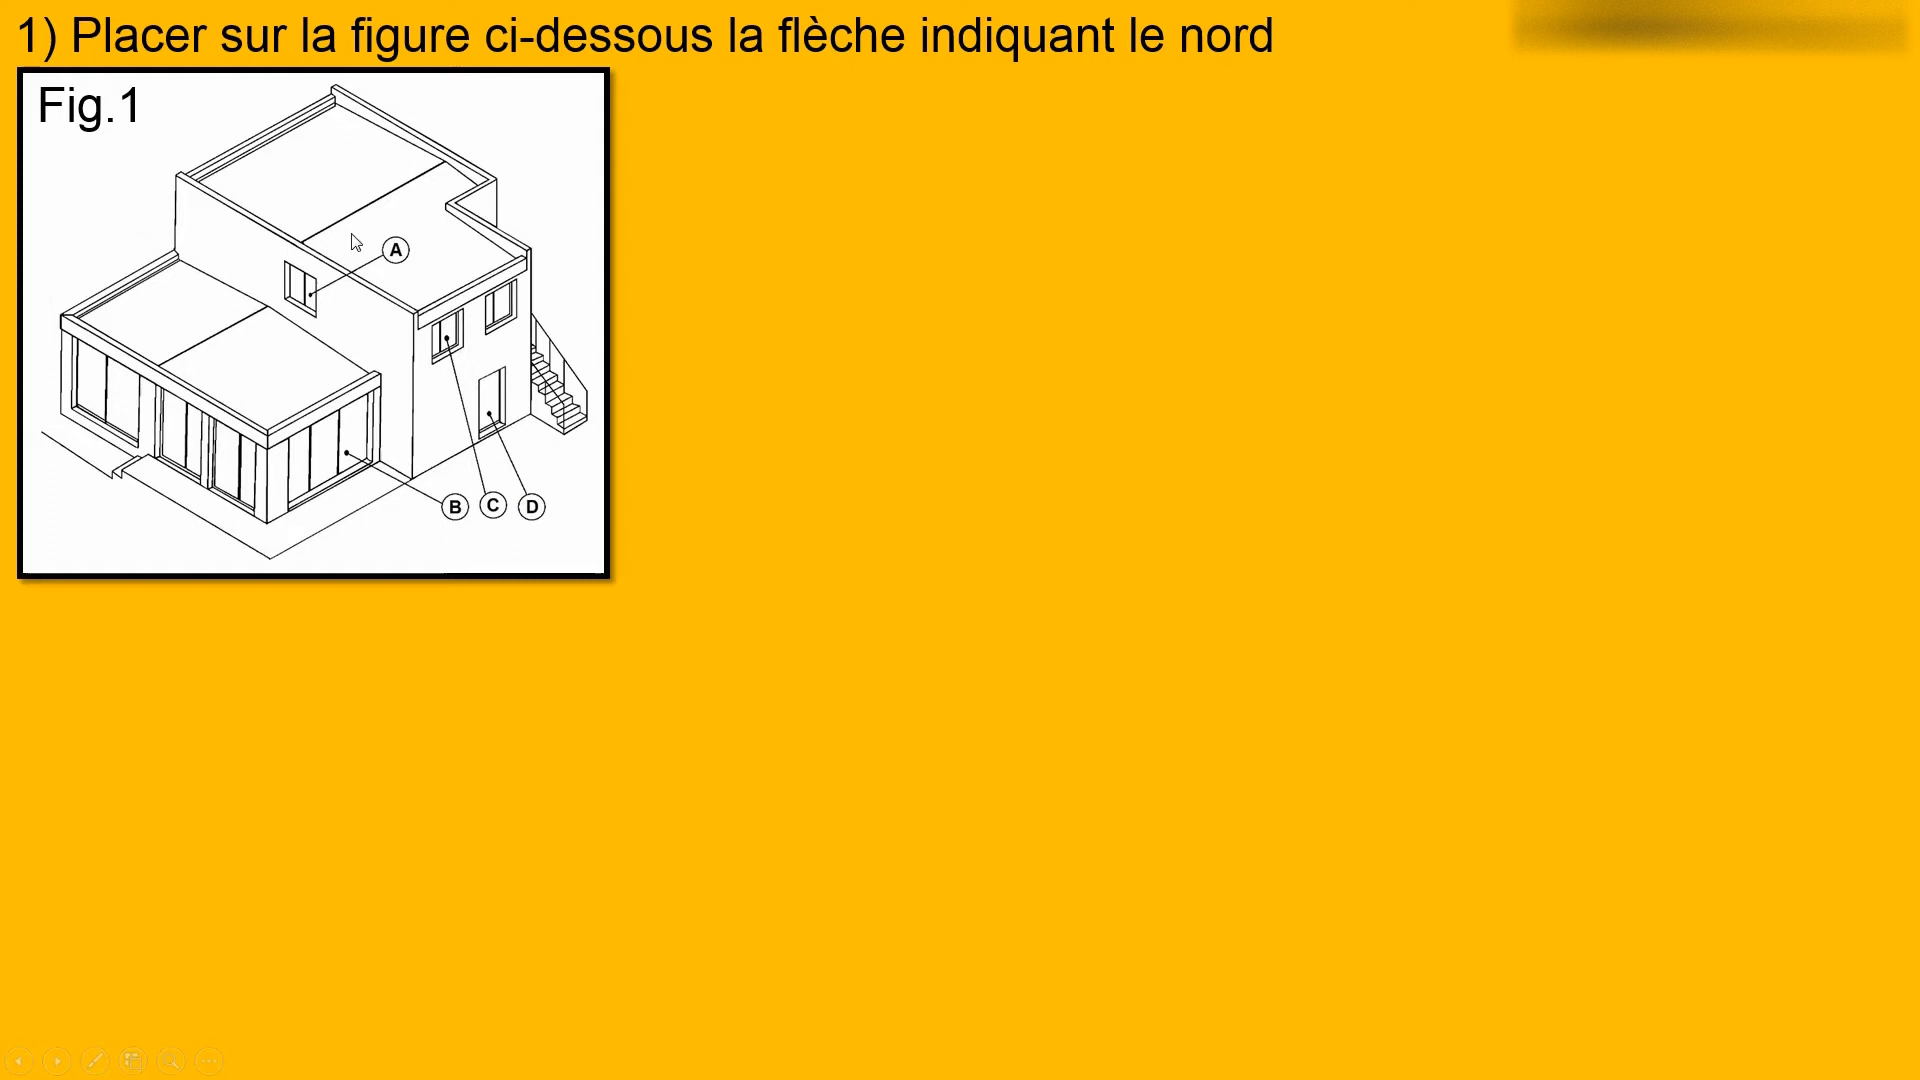 1) Placer sur la figure ci-dessous la flèche indiquant le nord
Fig.1
A
B C D